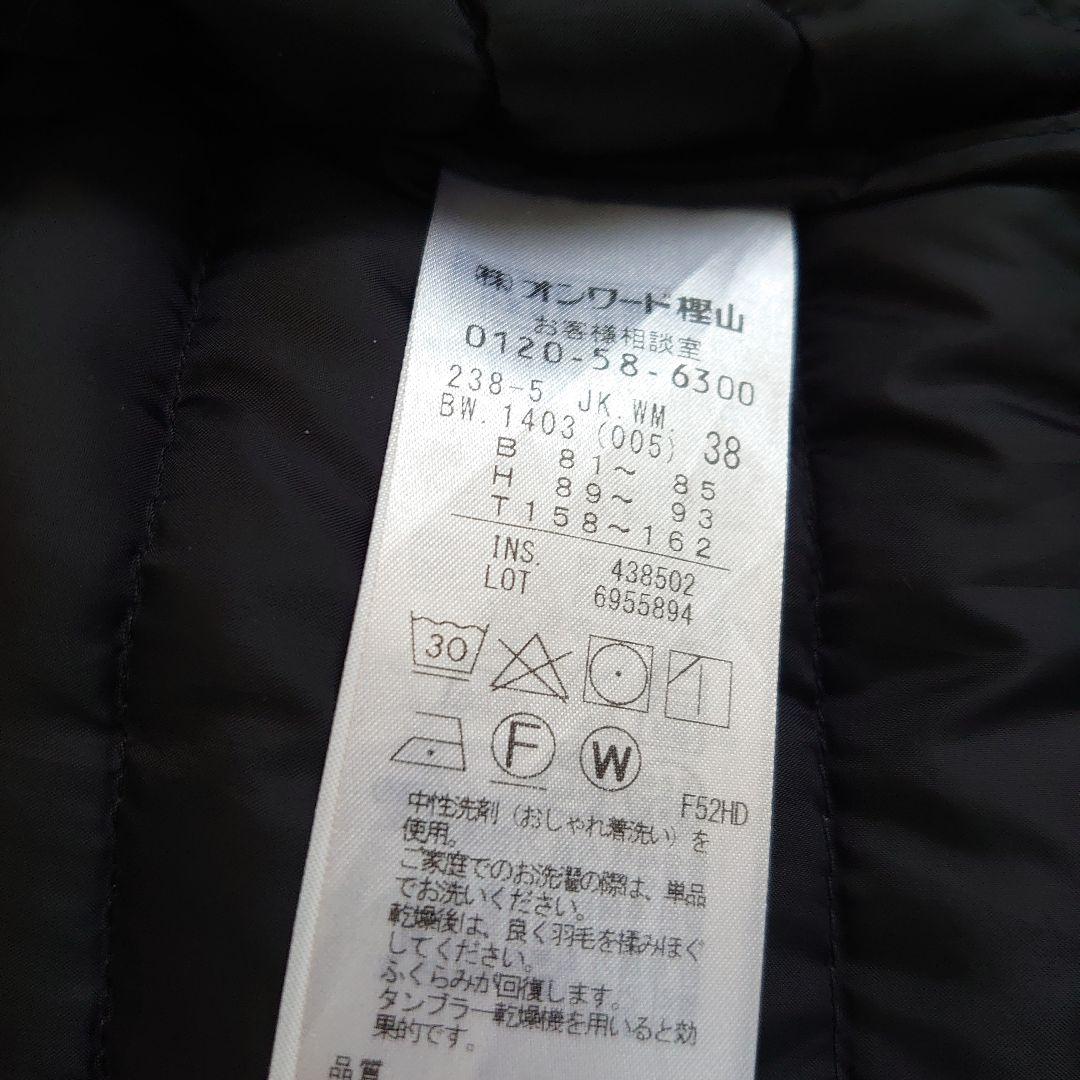 (株)オンワード樫山
お客様相談室
0120-58-6300
238-5 JK.WM.
BW.1403 (005) 38
B 81~ 85
H 89~ 93
T158~162
INS. 438502
LOT 6955894
30
F W
F52HD
中性洗剤(おしゃれ着洗い)を
使用。
ご家庭でのお洗濯の際は、単品
でお洗いください。
乾燥後は、良く羽毛を揉みほぐ
してください。
ふくらみが回復します。
タンブラー乾燥機を用いると効
果的です。
品質